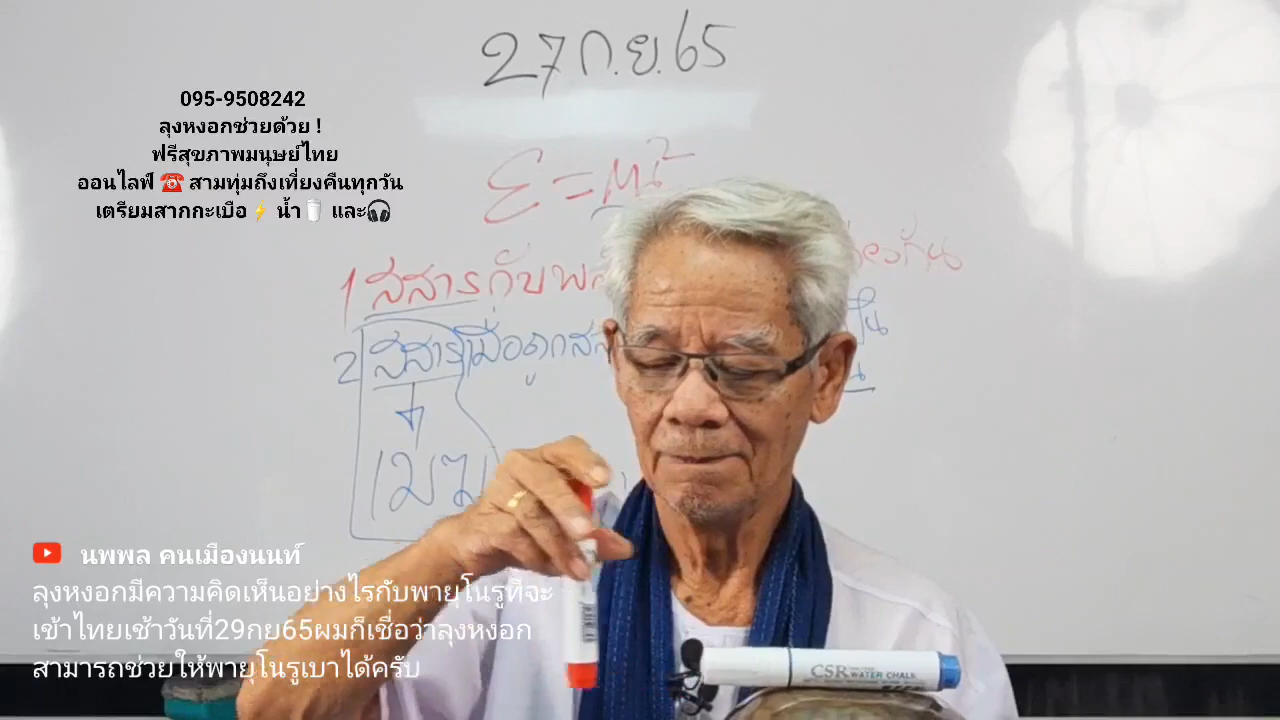 27 ก.ย. 65
095-9508242
ลุงหงอกช่วยด้วย !
ฟรีสุขภาพมนุษย์ไทย
ออนไลฟ์ ☎️ สามทุ่มถึงเที่ยงคืนทุกวัน
เตรียมสากกะเบือ⚡ น้ำ🥛 และ🎧
E = mc²
1 สสารกับพลั
2 สสารเมื่อถูกสล
เมฆ
CSR WATER CHALK
นพพล คนเมืองนนท์
ลุงหงอกมีความคิดเห็นอย่างไรกับพายุโนรูที่จะ
เข้าไทยเช้าวันที่29กย65ผมก็เชื่อว่าลุงหงอก
สามารถช่วยให้พายุโนรูเบาได้ครับ